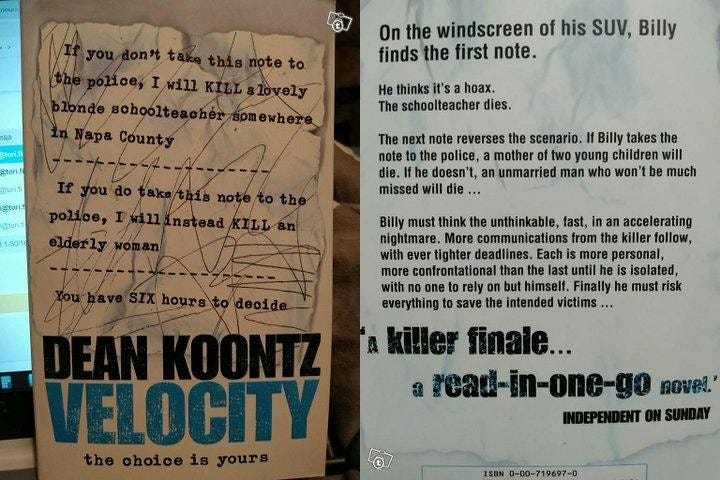 If you don't take this note to
the police, I will KILL a lovely
blonde schoolteacher somewhere
in Napa County
If you do take this note to the
police, I will instead KILL an
elderly woman
You have SIX hours to decide
DEAN KOONTZ
VELOCITY
the choice is yours
On the windscreen of his SUV, Billy
finds the first note.
He thinks it's a hoax.
The schoolteacher dies.
The next note reverses the scenario. If Billy takes the
note to the police, a mother of two young children will
die. If he doesn't, an unmarried man who won't be much
missed will die ...
Billy must think the unthinkable, fast, in an accelerating
nightmare. More communications from the killer follow,
with ever tighter deadlines. Each is more personal,
more confrontational than the last until he is isolated,
with no one to rely on but himself. Finally he must risk
everything to save the intended victims ...
'A killer finale...
a read-in-one-go novel.'
INDEPENDENT ON SUNDAY
ISBN 0-00-719697-0